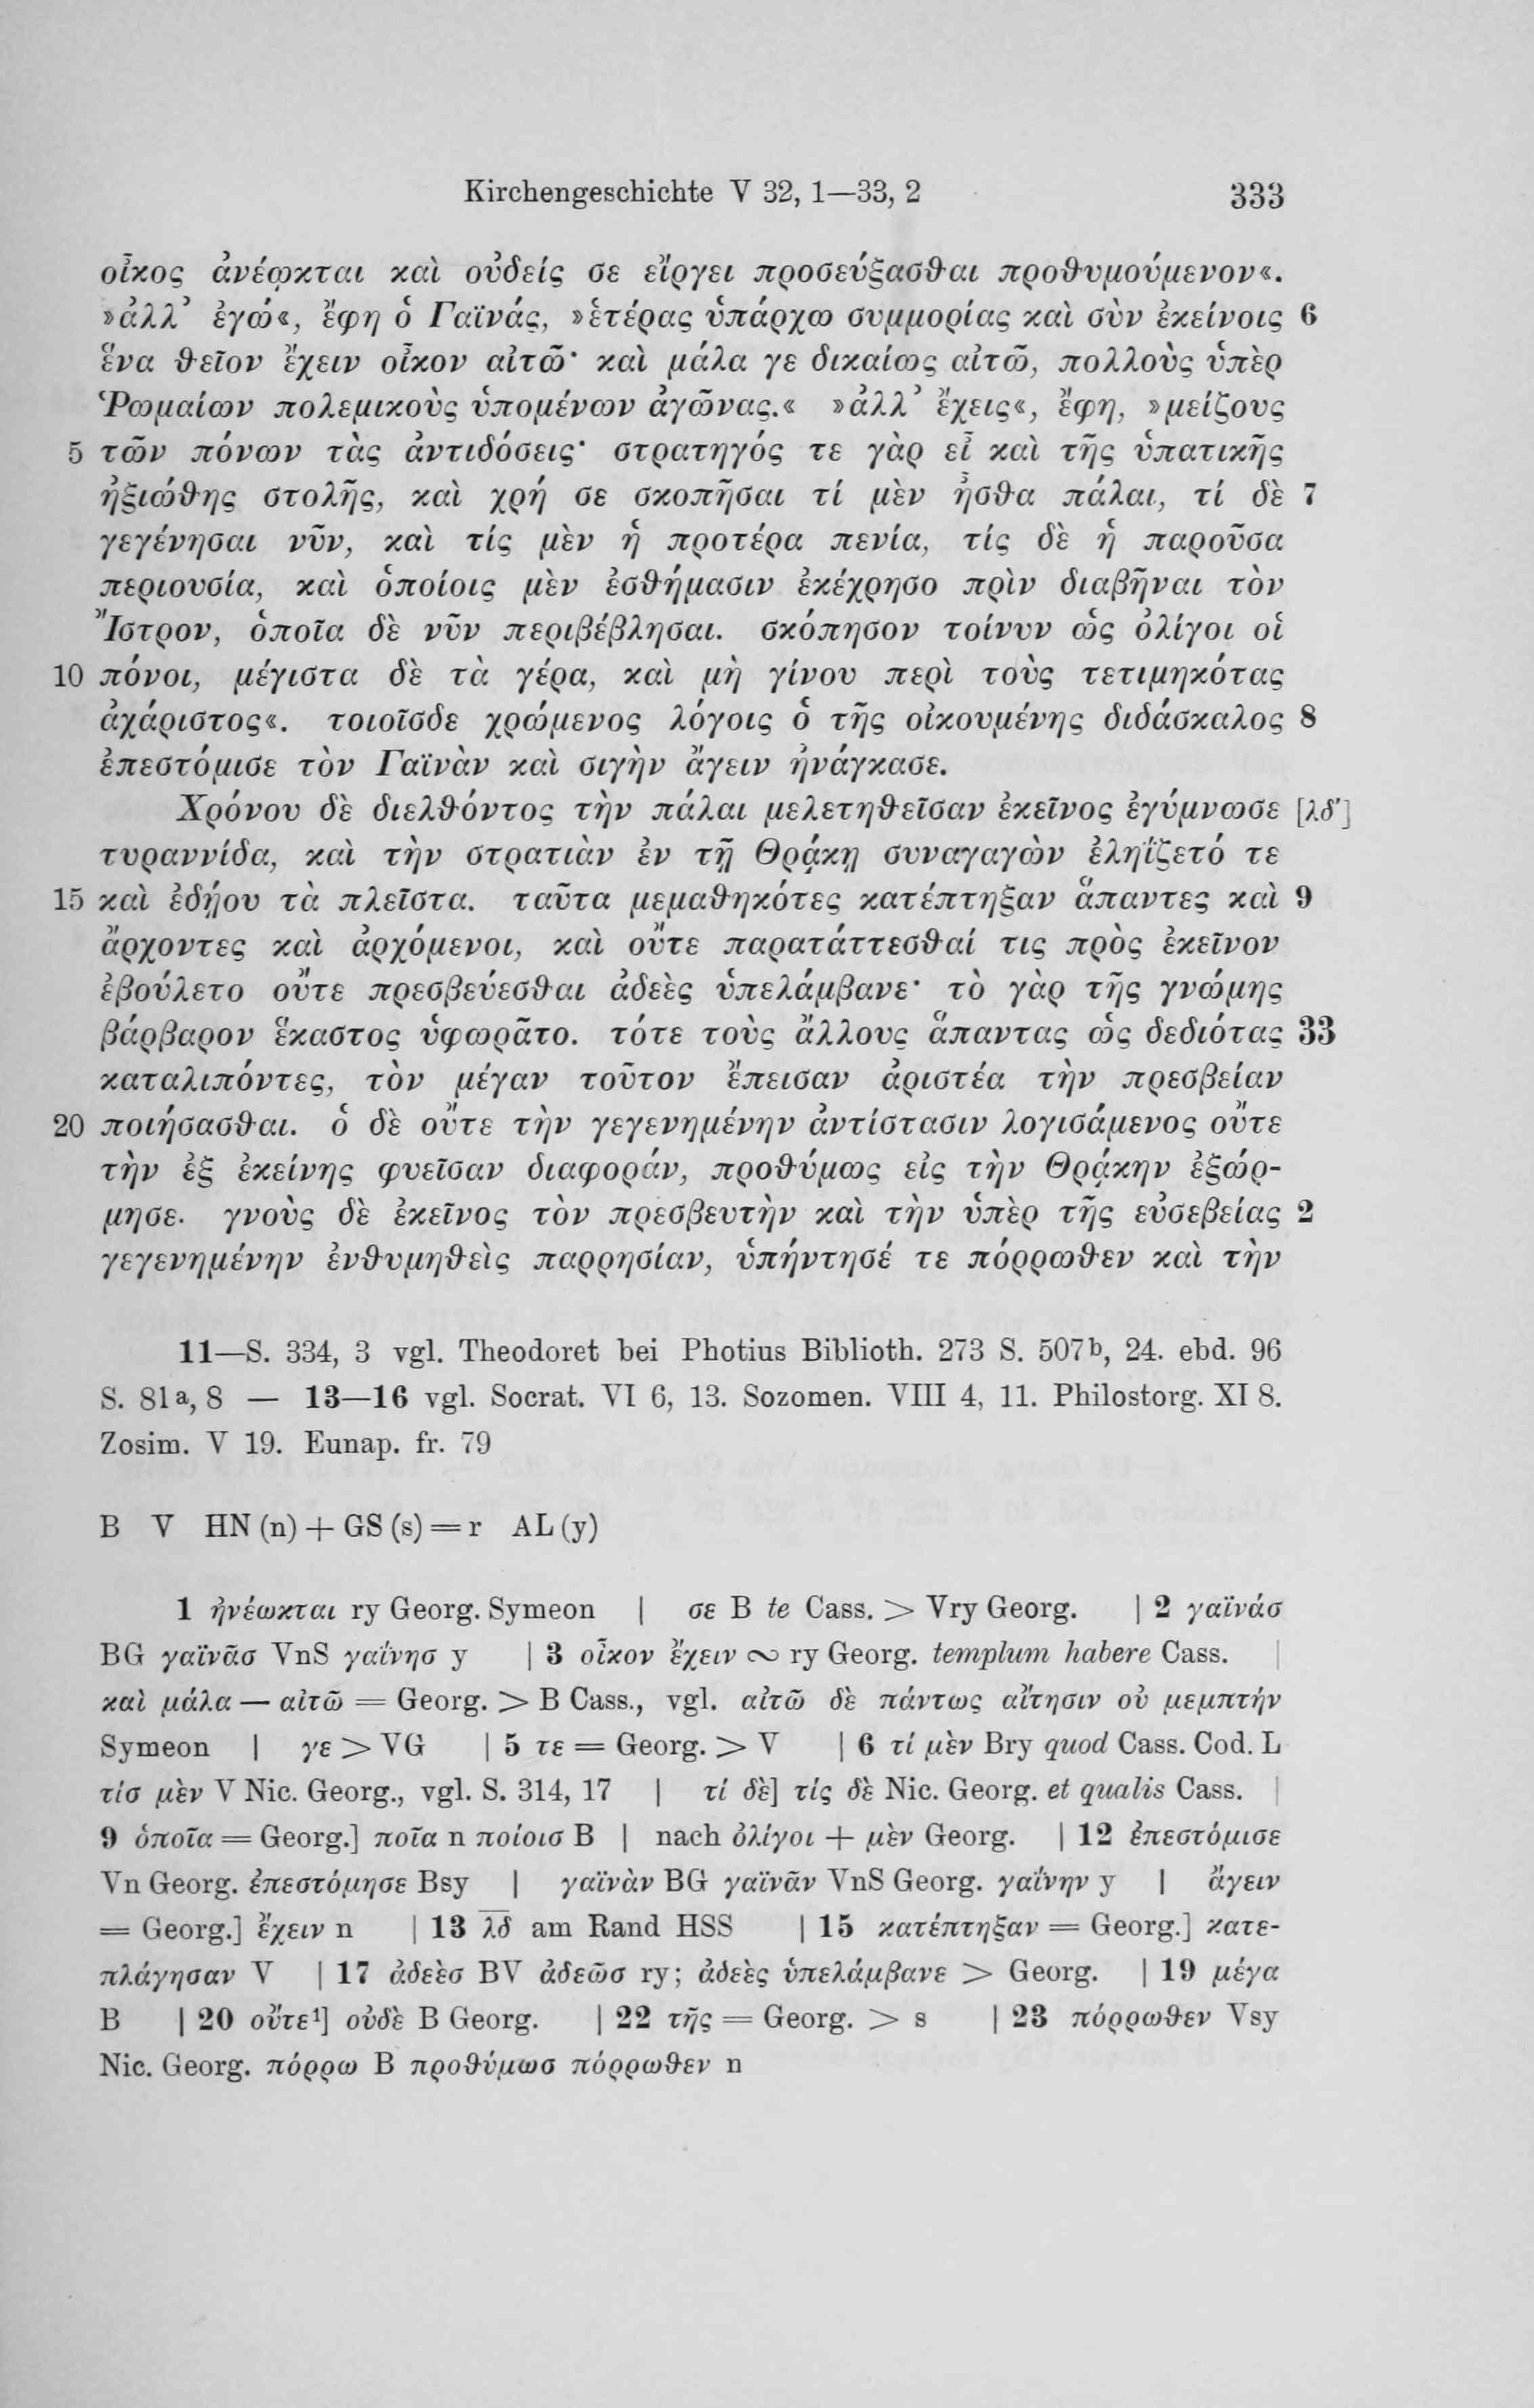 Kirchengeschichte V 32, 1—33, 2 333
οἶκος ἀνέῳκται καὶ οὐδείς σε εἴργει προσεύξασθαι προθυμούμενον«.
»ἀλλ’ ἐγώ«, ἔφη ὁ Γαϊνάς, »ἑτέρας ὑπάρχω συμμορίας καὶ σὺν ἐκείνοις 6
ἕνα θεῖον ἔχειν οἶκον αἰτῶ· καὶ μάλα γε δικαίως αἰτῶ, πολλοὺς ὑπὲρ
Ῥωμαίων πολεμικοὺς ὑπομένων ἀγῶνας.« »ἀλλ’ ἔχεις«, ἔφη, »μείζους
5 τῶν πόνων τὰς ἀντιδόσεις· στρατηγός τε γὰρ εἶ καὶ τῆς ὑπατικῆς
ἠξιώθης στολῆς, καὶ χρή σε σκοπῆσαι τί μὲν ἦσθα πάλαι, τί δὲ 7
γεγένησαι νῦν, καὶ τίς μὲν ἡ προτέρα πενία, τίς δὲ ἡ παροῦσα
περιουσία, καὶ ὁποίοις μὲν ἐσθήμασιν ἐκέχρησο πρὶν διαβῆναι τὸν
Ἴστρον, ὁποῖα δὲ νῦν περιβέβλησαι. σκόπησον τοίνυν ὡς ὀλίγοι οἱ
10 πόνοι, μέγιστα δὲ τὰ γέρα, καὶ μὴ γίνου περὶ τοὺς τετιμηκότας
ἀχάριστος«. τοιοῖσδε χρώμενος λόγοις ὁ τῆς οἰκουμένης διδάσκαλος 8
ἐπεστόμισε τὸν Γαϊνὰν καὶ σιγὴν ἄγειν ἠνάγκασε.
Χρόνου δὲ διελθόντος τὴν πάλαι μελετηθεῖσαν ἐκεῖνος ἐγύμνωσε [λδ']
τυραννίδα, καὶ τὴν στρατιὰν ἐν τῇ Θρᾴκῃ συναγαγὼν ἐληΐζετό τε
15 καὶ ἐδῄου τὰ πλεῖστα. ταῦτα μεμαθηκότες κατέπτηξαν ἅπαντες καὶ 9
ἄρχοντες καὶ ἀρχόμενοι, καὶ οὔτε παρατάττεσθαί τις πρὸς ἐκεῖνον
ἐβούλετο οὔτε πρεσβεύεσθαι ἀδεὲς ὑπελάμβανε· τὸ γὰρ τῆς γνώμης
βάρβαρον ἕκαστος ὑφωρᾶτο. τότε τοὺς ἄλλους ἅπαντας ὡς δεδιότας 33
καταλιπόντες, τὸν μέγαν τοῦτον ἔπεισαν ἀριστέα τὴν πρεσβείαν
20 ποιήσασθαι. ὁ δὲ οὔτε τὴν γεγενημένην ἀντίστασιν λογισάμενος οὔτε
τὴν ἐξ ἐκείνης φυεῖσαν διαφοράν, προθύμως εἰς τὴν Θρᾴκην ἐξώρ-
μησε. γνοὺς δὲ ἐκεῖνος τὸν πρεσβευτὴν καὶ τὴν ὑπὲρ τῆς εὐσεβείας 2
γεγενημένην ἐνθυμηθεὶς παρρησίαν, ὑπήντησέ τε πόρρωθεν καὶ τὴν
11—S. 334, 3 vgl. Theodoret bei Photius Biblioth. 273 S. 507b, 24. ebd. 96
S. 81a, 8 — 13—16 vgl. Socrat. VI 6, 13. Sozomen. VIII 4, 11. Philostorg. XI 8.
Zosim. V 19. Eunap. fr. 79
B V HN (n) + GS (s) = r AL (y)
1 ἠνέωκται ry Georg. Symeon | σε B te Cass. > Vry Georg. | 2 γαϊνάσ
BG γαϊνᾶσ VnS γαΐνησ y | 3 οἶκον ἔχειν ∾ ry Georg. templum habere Cass. |
καὶ μάλα — αἰτῶ = Georg. > B Cass., vgl. αἰτῶ δὲ πάντως αἴτησιν οὐ μεμπτήν
Symeon | γε > VG | 5 τε = Georg. > V | 6 τί μὲν Bry quod Cass. Cod. L
τίσ μὲν V Nic. Georg., vgl. S. 314, 17 | τί δὲ] τίς δὲ Nic. Georg. et qualis Cass. |
9 ὁποῖα = Georg.] ποῖα n ποίοισ B | nach ὀλίγοι + μὲν Georg. | 12 ἐπεστόμισε
Vn Georg. ἐπεστόμησε Bsy | γαϊνὰν BG γαϊνᾶν VnS Georg. γαΐνην y | ἄγειν
= Georg.] ἔχειν n | 13 λδ am Rand HSS | 15 κατέπτηξαν = Georg.] κατε-
πλάγησαν V | 17 ἀδεὲσ BV ἀδεῶσ ry; ἀδεὲς ὑπελάμβανε > Georg. | 19 μέγα
B | 20 οὔτε¹] οὐδὲ B Georg. | 22 τῆς = Georg. > s | 23 πόρρωθεν Vsy
Nic. Georg. πόρρω B προθύμωσ πόρρωθεν n